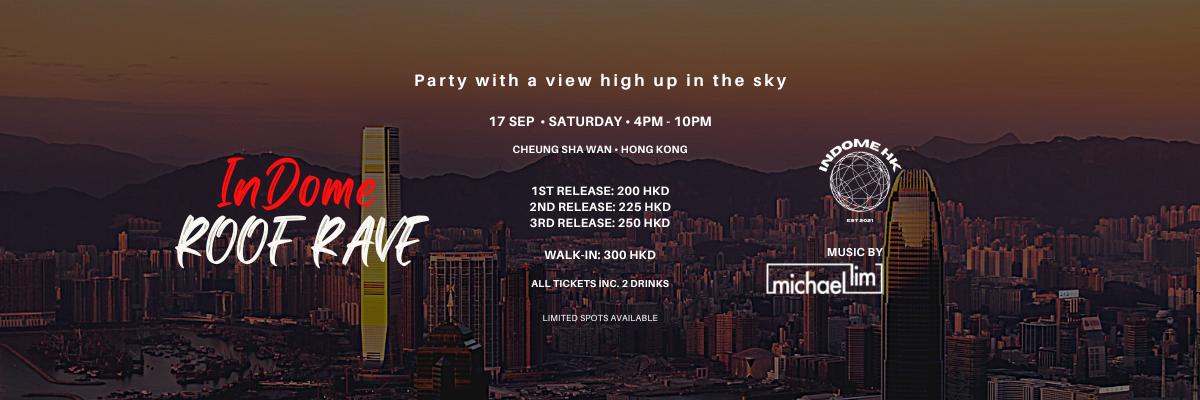 Party with a view high up in the sky
17 SEP • SATURDAY • 4PM - 10PM
CHEUNG SHA WAN • HONG KONG
InDome
ROOF RAVE
1ST RELEASE: 200 HKD
2ND RELEASE: 225 HKD
3RD RELEASE: 250 HKD
WALK-IN: 300 HKD
ALL TICKETS INC. 2 DRINKS
LIMITED SPOTS AVAILABLE
INDOME HK
EST 2021
MUSIC BY
michael lim